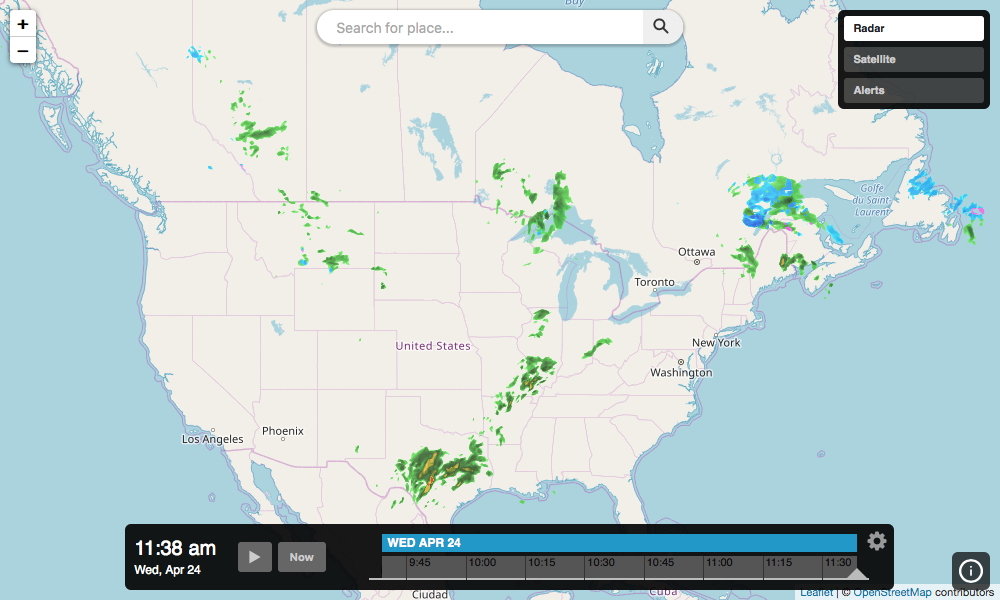 +
−
Search for place...
Radar
Satellite
Alerts
Bay
Golfe
du Saint-
Laurent
Ottawa
Toronto
New York
Washington
United States
Los Angeles
Phoenix
11:38 am
Wed, Apr 24
Now
WED APR 24
9:45
10:00
10:15
10:30
10:45
11:00
11:15
11:30
Ciudad
Cuba
Leaflet | © OpenStreetMap contributors